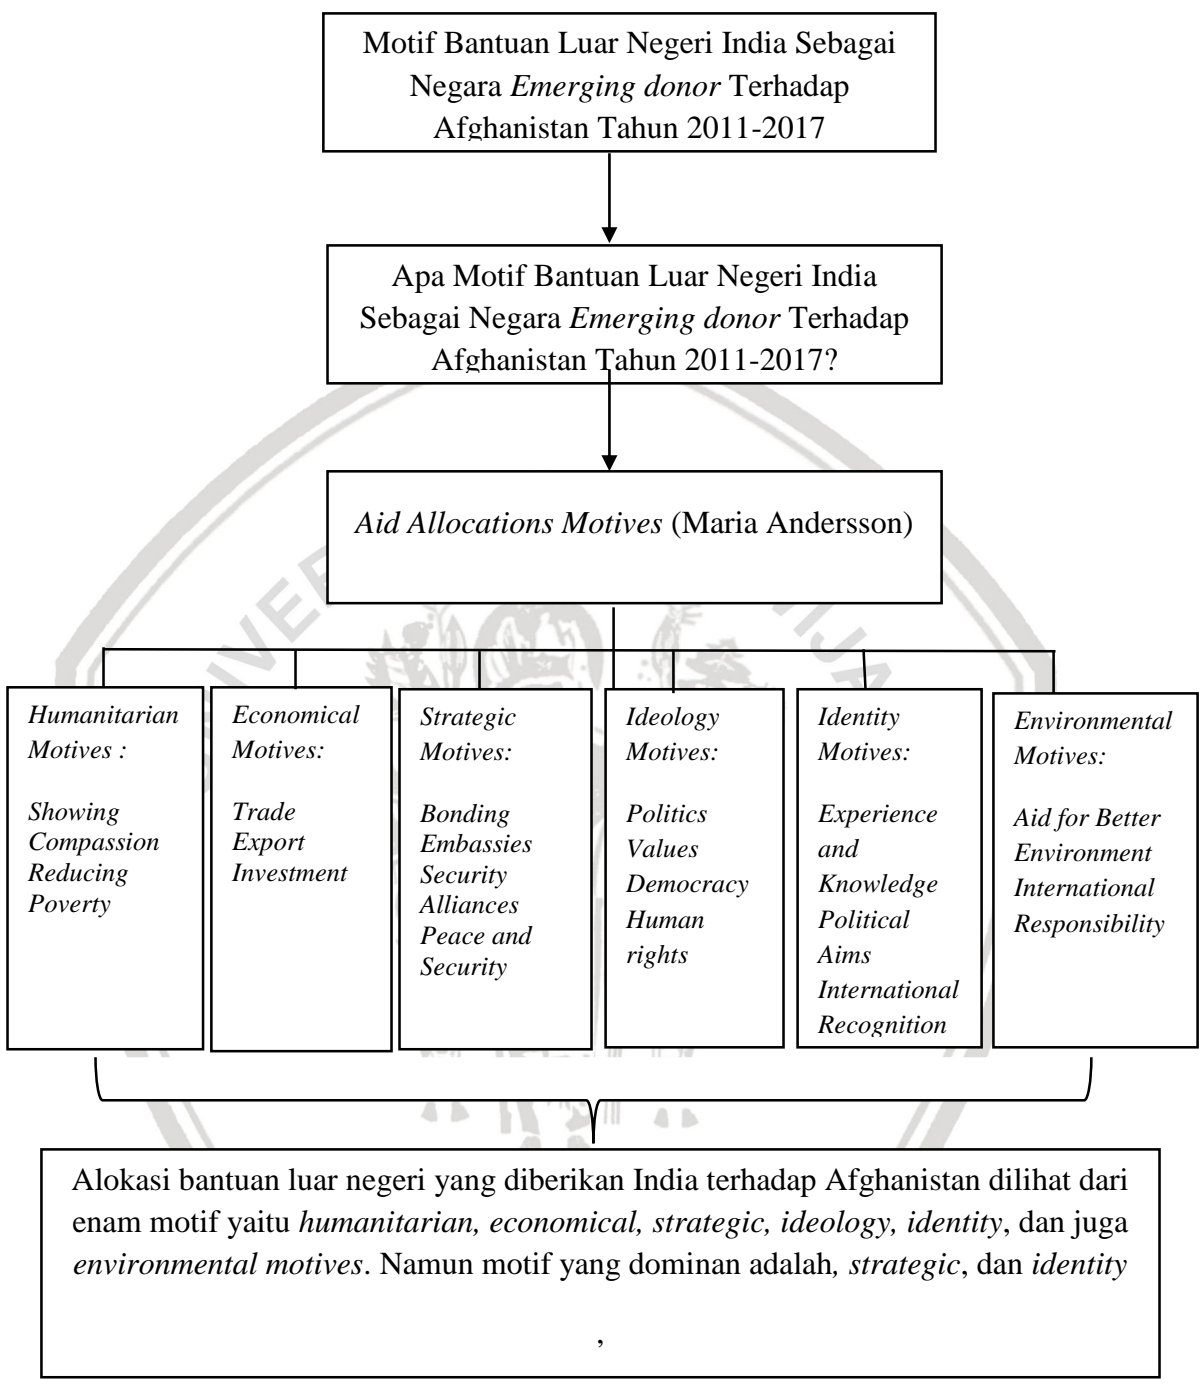 Motif Bantuan Luar Negeri India Sebagai
Negara Emerging donor Terhadap
Afghanistan Tahun 2011-2017
Apa Motif Bantuan Luar Negeri India
Sebagai Negara Emerging donor Terhadap
Afghanistan Tahun 2011-2017?
Aid Allocations Motives (Maria Andersson)
Humanitarian
Motives :
Showing
Compassion
Reducing
Poverty
Economical
Motives:
Trade
Export
Investment
Strategic
Motives:
Bonding
Embassies
Security
Alliances
Peace and
Security
Ideology
Motives:
Politics
Values
Democracy
Human
rights
Identity
Motives:
Experience
and
Knowledge
Political
Aims
International
Recognition
Environmental
Motives:
Aid for Better
Environment
International
Responsibility
Alokasi bantuan luar negeri yang diberikan India terhadap Afghanistan dilihat dari
enam motif yaitu humanitarian, economical, strategic, ideology, identity, dan juga
environmental motives. Namun motif yang dominan adalah, strategic, dan identity
,